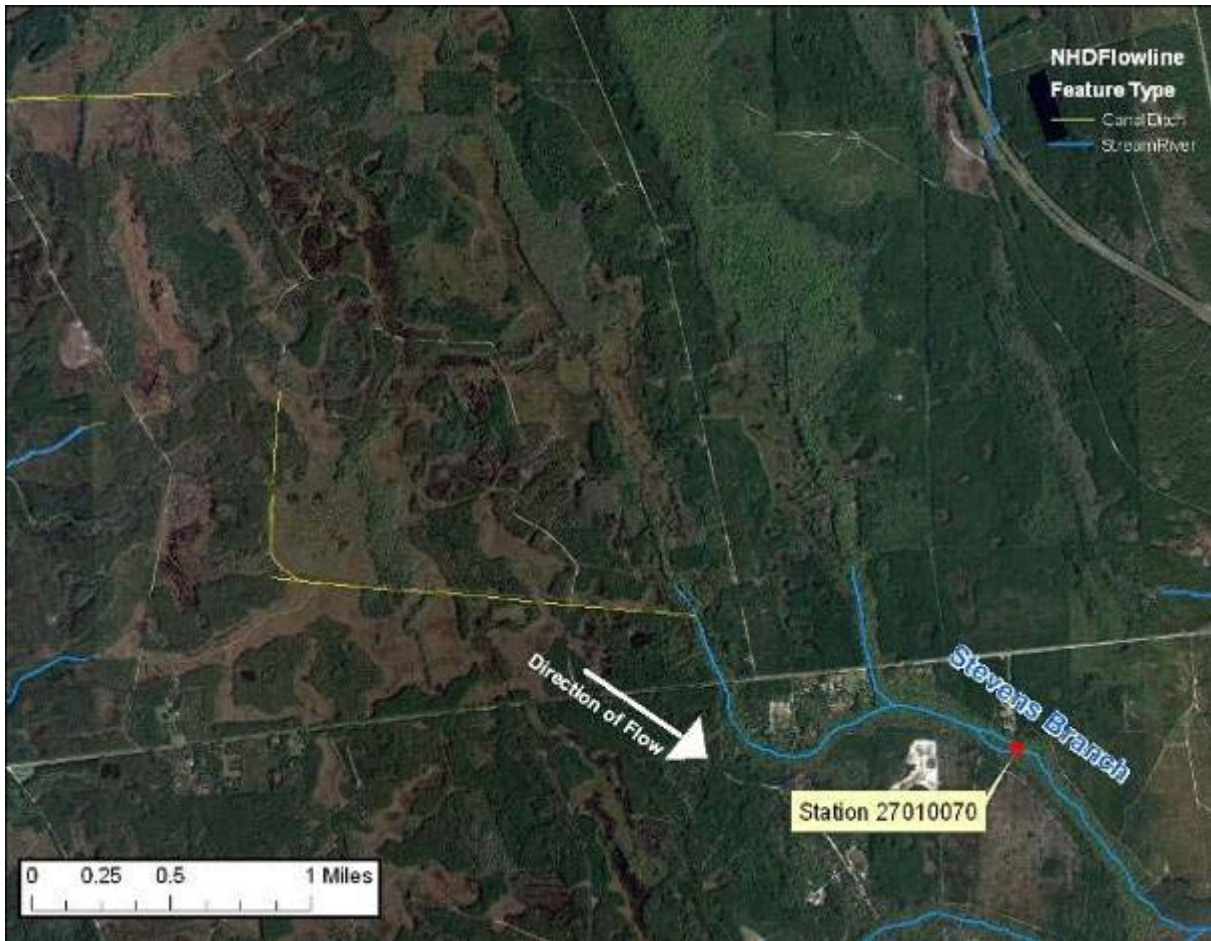 NHDFlowline
Feature Type
CanalDitch
StreamRiver
Stevens Branch
Direction of Flow
Station 27010070
0 0.25 0.5 1 Miles